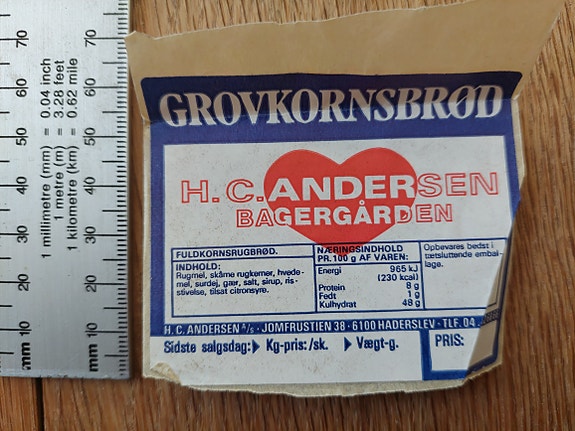 GROVKORNSBRØD
H.C.ANDERSEN
BAGERGÅRDEN
FULDKORNSRUGBRØD.
INDHOLD:
Rugmel, skårne rugkerner, hvede-
mel, surdej, gær, salt, sirup, ris-
stivelse, tilsat citronsyre.
NÆRINGSINDHOLD
PR. 100 g AF VAREN:
Energi 965 kJ
(230 kcal)
Protein 8 g
Fedt 1 g
Kulhydrat 48 g
Opbevares bedst i
tætsluttende embal-
lage.
H.C. ANDERSEN A/S · JOMFRUSTIEN 38 · 6100 HADERSLEV · TLF. 04
Sidste salgsdag: Kg-pris:/sk. Vægt-g. PRIS:
1 millimetre (mm) = 0.04 inch
1 metre (m) = 3.28 feet
1 kilometre (km) = 0.62 mile
mm 10 20 30 40 50 60 70
mm 10 20 30 40 50 60 70